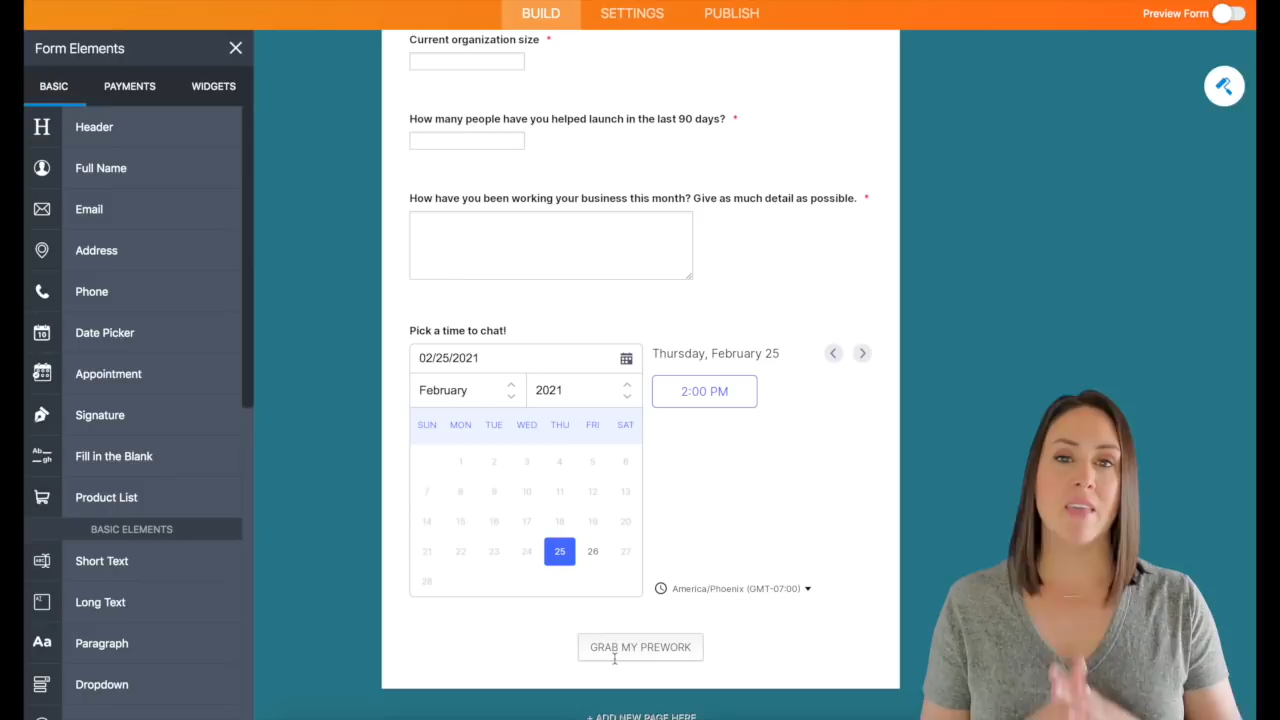 BUILD SETTINGS PUBLISH Preview Form
Form Elements
BASIC PAYMENTS WIDGETS
H Header
Full Name
Email
Address
Phone
10 Date Picker
Appointment
Signature
Ab gh Fill in the Blank
Product List
BASIC ELEMENTS
Short Text
Long Text
Aa Paragraph
Dropdown
Current organization size *
How many people have you helped launch in the last 90 days? *
How have you been working your business this month? Give as much detail as possible. *
Pick a time to chat!
02/25/2021
February 2021
SUN MON TUE WED THU FRI SAT
1 2 3 4 5 6
7 8 9 10 11 12 13
14 15 16 17 18 19 20
21 22 23 24 25 26 27
28
Thursday, February 25
2:00 PM
America/Phoenix (GMT-07:00)
GRAB MY PREWORK
+ ADD NEW PAGE HERE